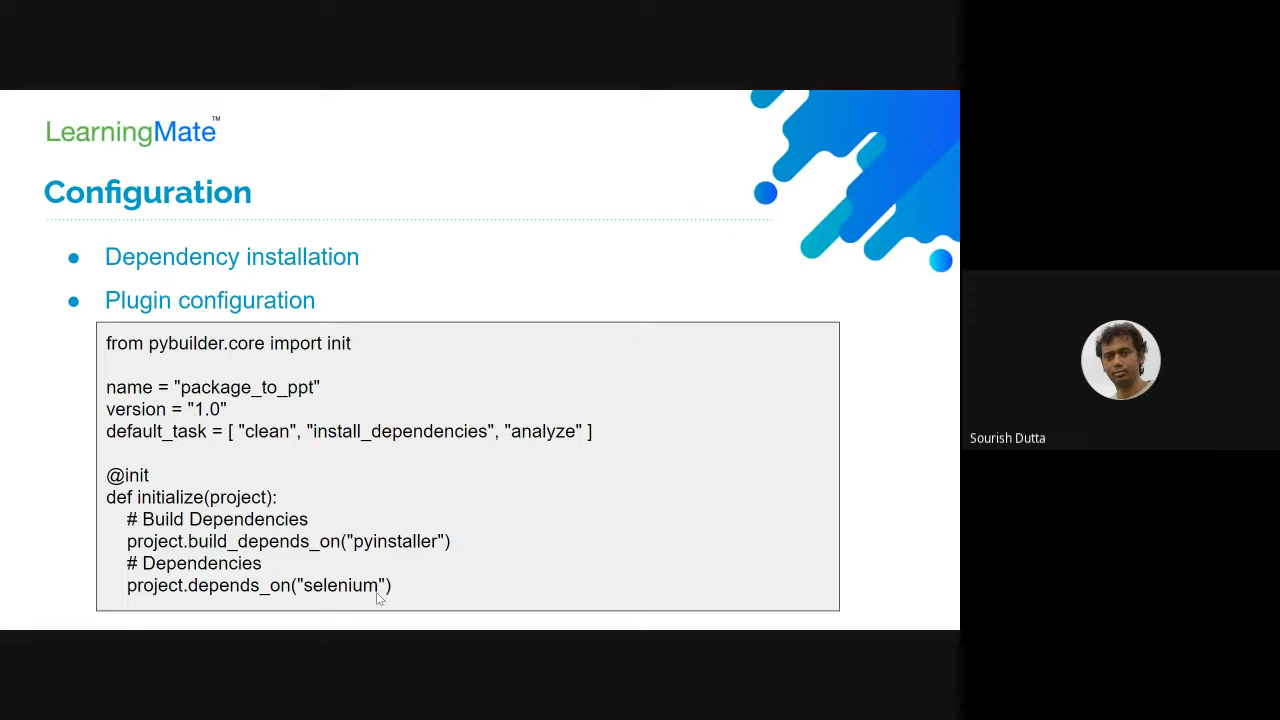 LearningMate™
Configuration
● Dependency installation
● Plugin configuration
from pybuilder.core import init
name = "package_to_ppt"
version = "1.0"
default_task = [ "clean", "install_dependencies", "analyze" ]
@init
def initialize(project):
# Build Dependencies
project.build_depends_on("pyinstaller")
# Dependencies
project.depends_on("selenium")
Sourish Dutta